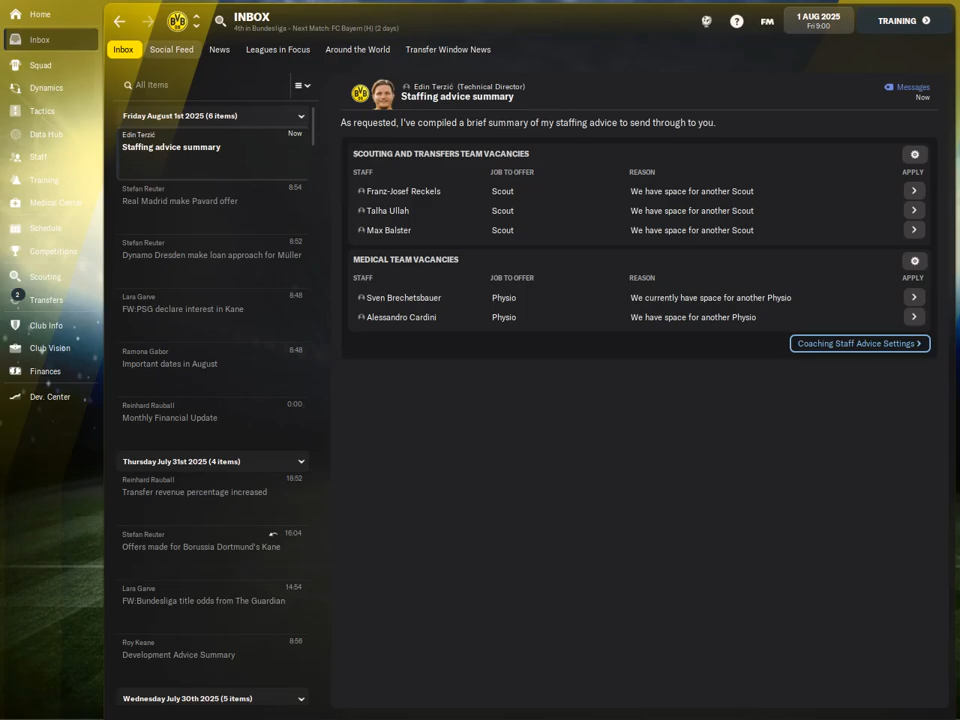 Home
INBOX
4th in Bundesliga - Next Match: FC Bayern (H) (2 days)
FM
1 AUG 2025
Fri 9:00
TRAINING
Inbox
Squad
Dynamics
Tactics
Data Hub
Staff
Training
Medical Center
Schedule
Competitions
Scouting
2
Transfers
Club Info
Club Vision
Finances
Dev. Center
Inbox
Social Feed
News
Leagues in Focus
Around the World
Transfer Window News
All Items
Friday August 1st 2025 (6 items)
Edin Terzić
Now
Staffing advice summary
Stefan Reuter
8:54
Real Madrid make Pavard offer
Stefan Reuter
8:52
Dynamo Dresden make loan approach for Müller
Lara Garve
8:48
FW:PSG declare interest in Kane
Ramona Gabor
8:48
Important dates in August
Reinhard Rauball
0:00
Monthly Financial Update
Thursday July 31st 2025 (4 items)
Reinhard Rauball
18:52
Transfer revenue percentage increased
Stefan Reuter
16:04
Offers made for Borussia Dortmund's Kane
Lara Garve
14:54
FW:Bundesliga title odds from The Guardian
Roy Keane
8:56
Development Advice Summary
Wednesday July 30th 2025 (5 items)
BVB
09
Edin Terzić (Technical Director)
Staffing advice summary
Messages
Now
As requested, I've compiled a brief summary of my staffing advice to send through to you.
SCOUTING AND TRANSFERS TEAM VACANCIES
STAFF JOB TO OFFER REASON APPLY
Franz-Josef Reckels Scout We have space for another Scout
Talha Ullah Scout We have space for another Scout
Max Balster Scout We have space for another Scout
MEDICAL TEAM VACANCIES
STAFF JOB TO OFFER REASON APPLY
Sven Brechetsbauer Physio We currently have space for another Physio
Alessandro Cardini Physio We have space for another Physio
Coaching Staff Advice Settings